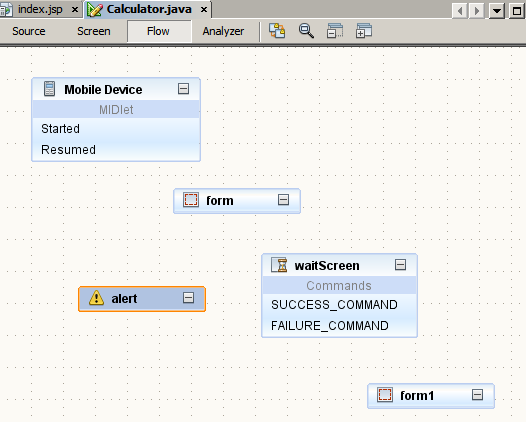 index.jsp Calculator.java
Source Screen Flow Analyzer
Mobile Device
MIDlet
Started
Resumed
form
waitScreen
Commands
SUCCESS_COMMAND
FAILURE_COMMAND
alert
form1